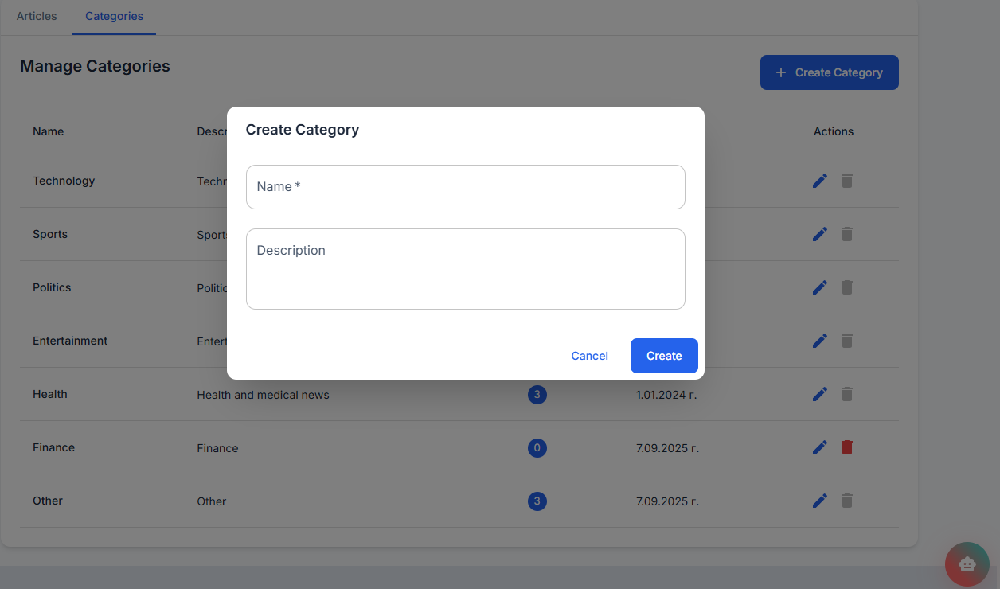 Articles Categories
Manage Categories
+ Create Category
Create Category
Name Descr Actions
Name *
Technology Techn
Description
Sports Sports
Politics Politic
Entertainment Entert
Cancel Create
Health Health and medical news 3 1.01.2024 г.
Finance Finance 0 7.09.2025 г.
Other Other 3 7.09.2025 г.